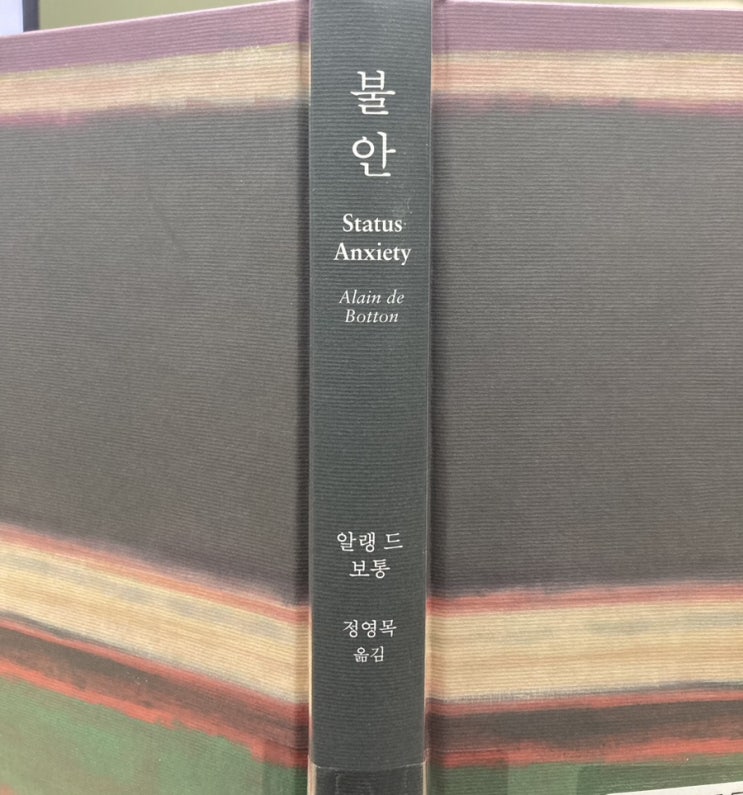 불
안
Status
Anxiety
Alain de
Botton
알랭 드
보통
정영목
옮김